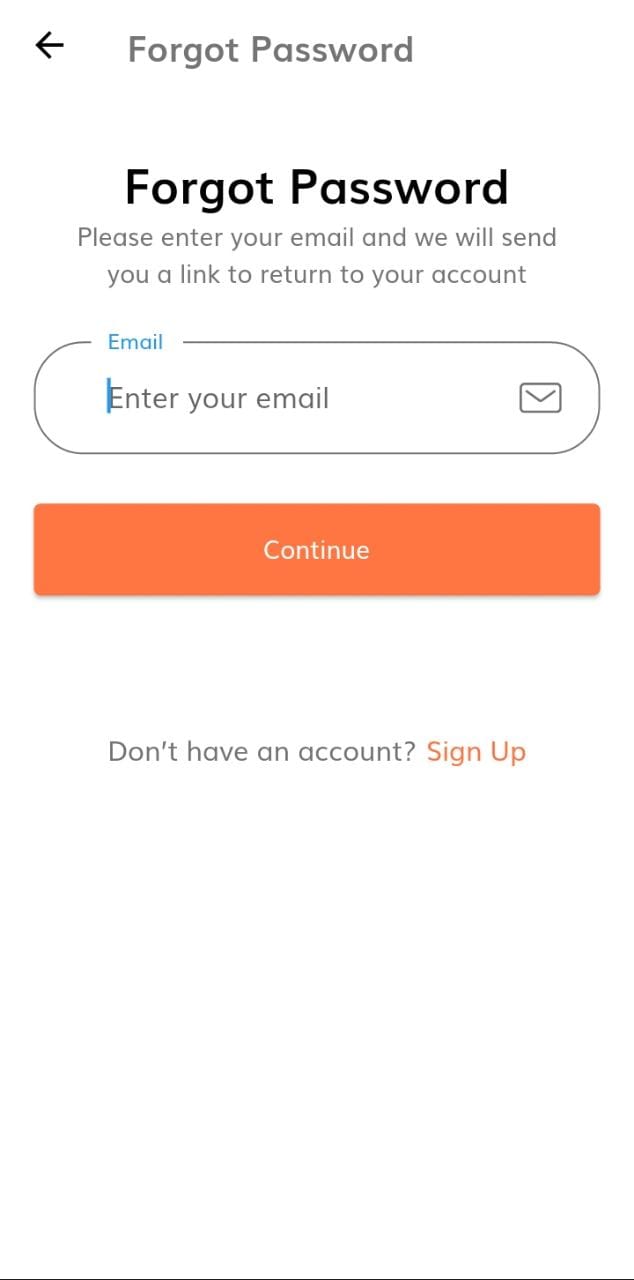 Forgot Password
Forgot Password
Please enter your email and we will send
you a link to return to your account
Email
Enter your email
Continue
Don't have an account? Sign Up